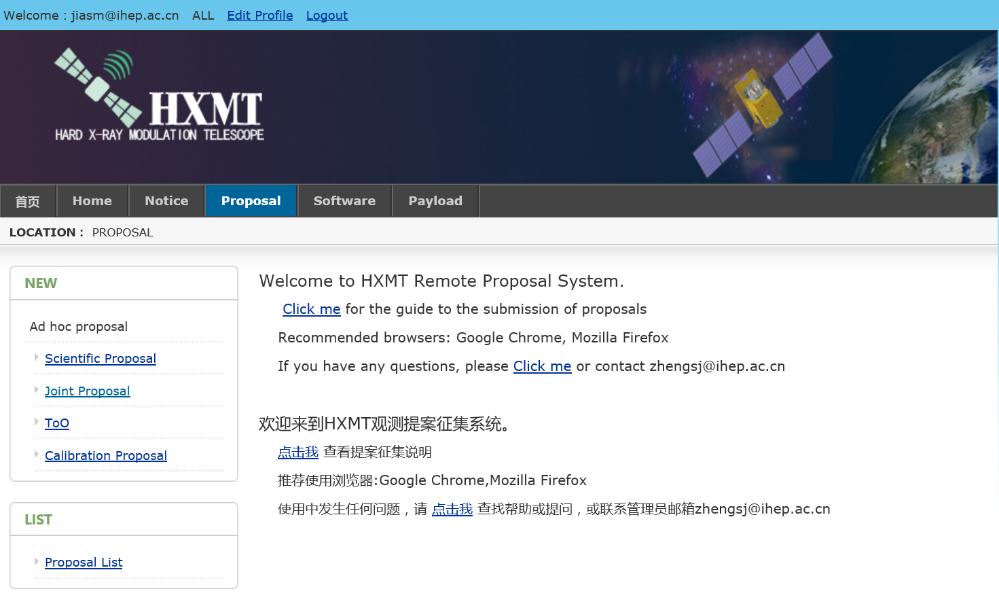 Welcome : jiasm@ihep.ac.cn ALL Edit Profile Logout
HXMT
HARD X-RAY MODULATION TELESCOPE
首页 Home Notice Proposal Software Payload
LOCATION : PROPOSAL
NEW
Ad hoc proposal
Scientific Proposal
Joint Proposal
ToO
Calibration Proposal
LIST
Proposal List
Welcome to HXMT Remote Proposal System.
Click me for the guide to the submission of proposals
Recommended browsers: Google Chrome, Mozilla Firefox
If you have any questions, please Click me or contact zhengsj@ihep.ac.cn
欢迎来到HXMT观测提案征集系统。
点击我 查看提案征集说明
推荐使用浏览器:Google Chrome,Mozilla Firefox
使用中发生任何问题，请 点击我 查找帮助或提问，或联系管理员邮箱zhengsj@ihep.ac.cn